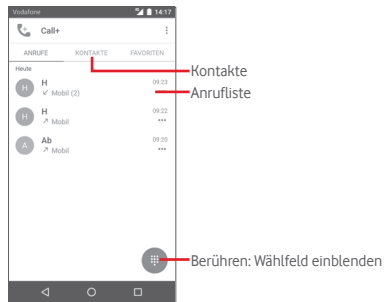 Vodafone 14:17
Call+
ANRUFE KONTAKTE FAVORITEN
Heute
H H 09:23
Mobil (2)
H H 09:22
Mobil
A Ab 09:20
Mobil
Kontakte
Anrufliste
Berühren: Wählfeld einblenden